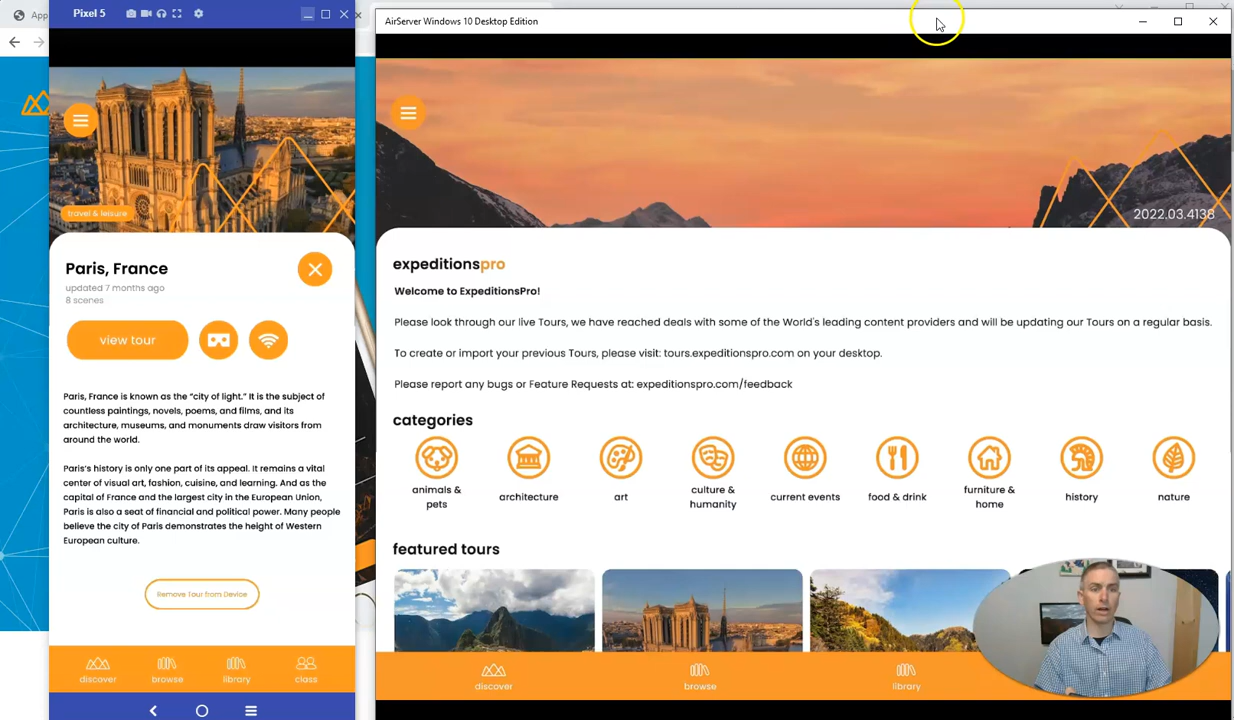 App
Pixel 5
travel & leisure
Paris, France
updated 7 months ago
8 scenes
view tour
Paris, France is known as the “city of light.” It is the subject of
countless paintings, novels, poems, and films, and its
architecture, museums, and monuments draw visitors from
around the world.
Paris's history is only one part of its appeal. It remains a vital
center of visual art, fashion, cuisine, and learning. And as the
capital of France and the largest city in the European Union,
Paris is also a seat of financial and political power. Many people
believe the city of Paris demonstrates the height of Western
European culture.
Remove Tour from Device
discover
browse
library
class
AirServer Windows 10 Desktop Edition
2022.03.4138
expeditionspro
Welcome to ExpeditionsPro!
Please look through our live Tours, we have reached deals with some of the World's leading content providers and will be updating our Tours on a regular basis.
To create or import your previous Tours, please visit: tours.expeditionspro.com on your desktop.
Please report any bugs or Feature Requests at: expeditionspro.com/feedback
categories
animals &
pets
architecture
art
culture &
humanity
current events
food & drink
furniture &
home
history
nature
featured tours
discover
browse
library